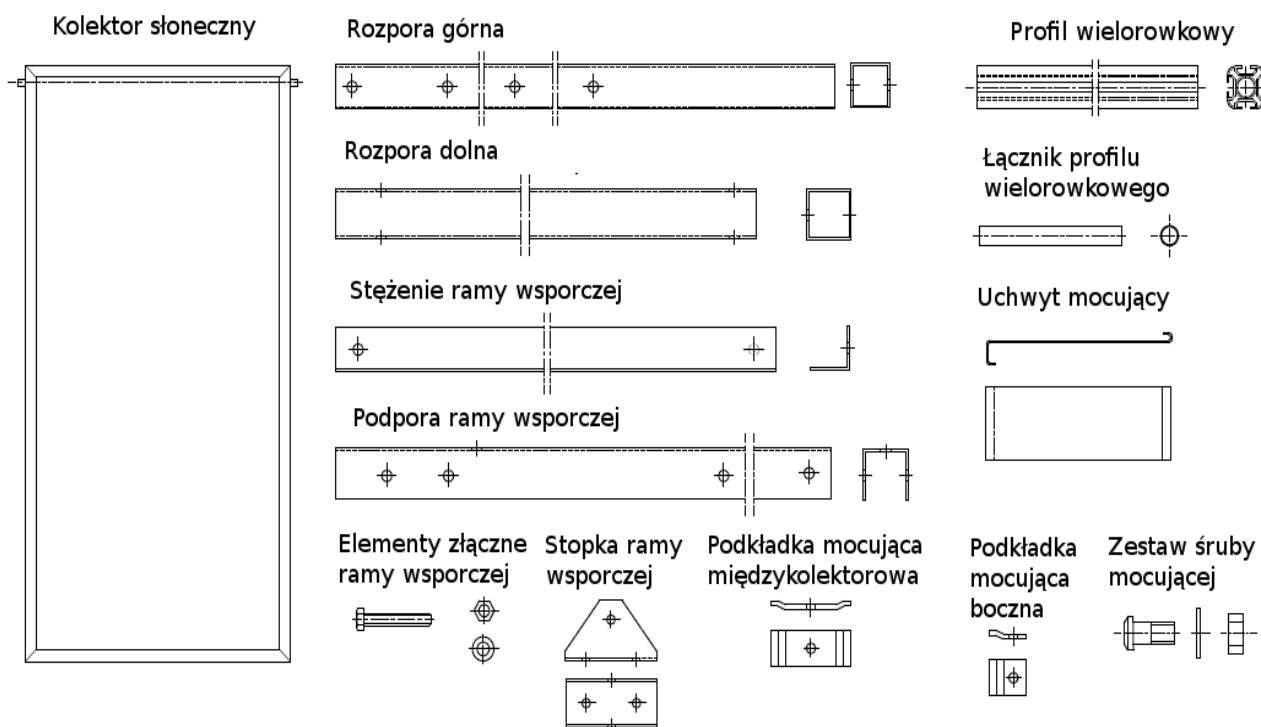 Kolektor słoneczny
Rozpora górna
Profil wielorowkowy
Rozpora dolna
Łącznik profilu
wielorowkowego
Stężenie ramy wsporczej
Uchwyt mocujący
Podpora ramy wsporczej
Elementy złączne
ramy wsporczej
Stopka ramy
wsporczej
Podkładka mocująca
międzykolektorowa
Podkładka
mocująca
boczna
Zestaw śruby
mocującej